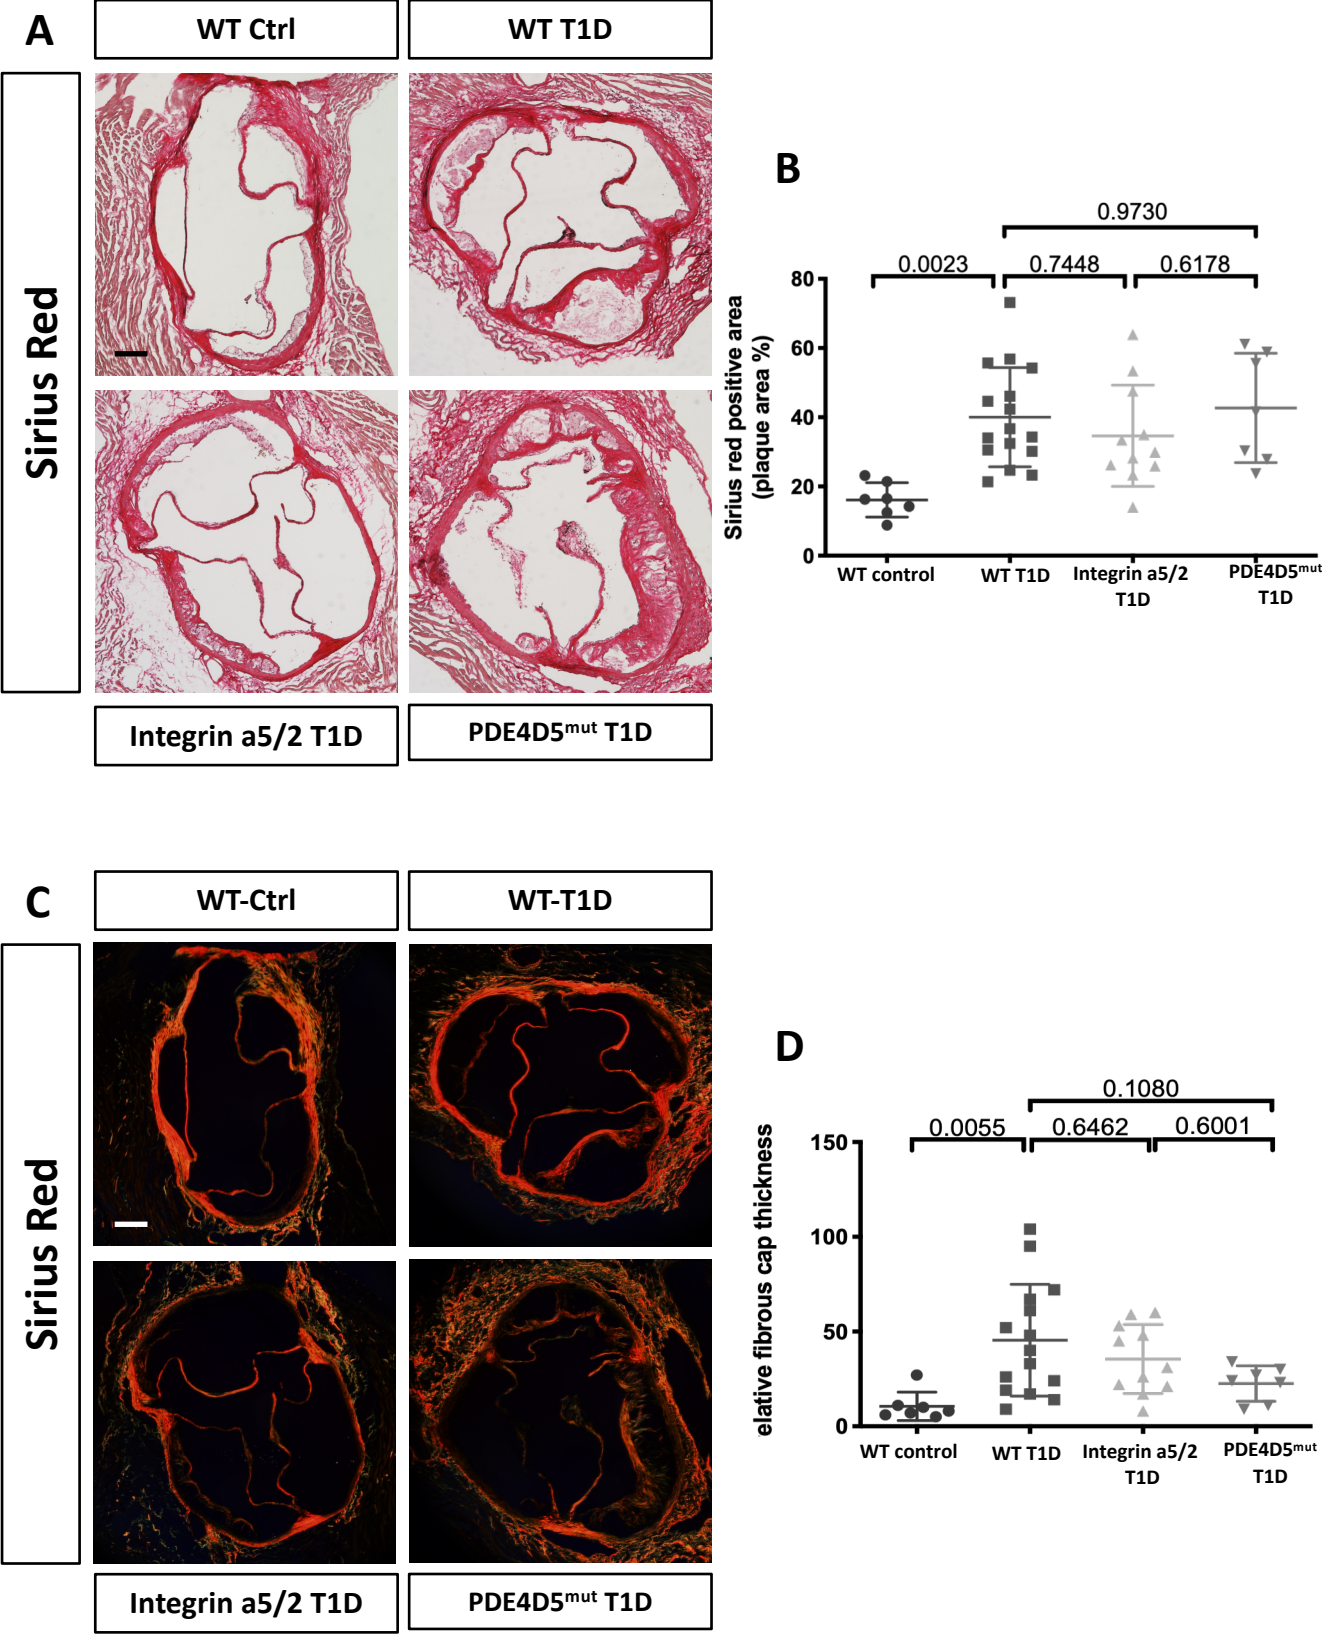 A
WT Ctrl
WT T1D
Sirius Red
Integrin a5/2 T1D
PDE4D5mut T1D
B
0.9730
0.0023
0.7448
0.6178
Sirius red positive area
(plaque area %)
80
60
40
20
0
WT control
WT T1D
Integrin a5/2
T1D
PDE4D5mut
T1D
C
WT-Ctrl
WT-T1D
Sirius Red
Integrin a5/2 T1D
PDE4D5mut T1D
D
0.1080
0.0055
0.6462
0.6001
elative fibrous cap thickness
150
100
50
0
WT control
WT T1D
Integrin a5/2
T1D
PDE4D5mut
T1D